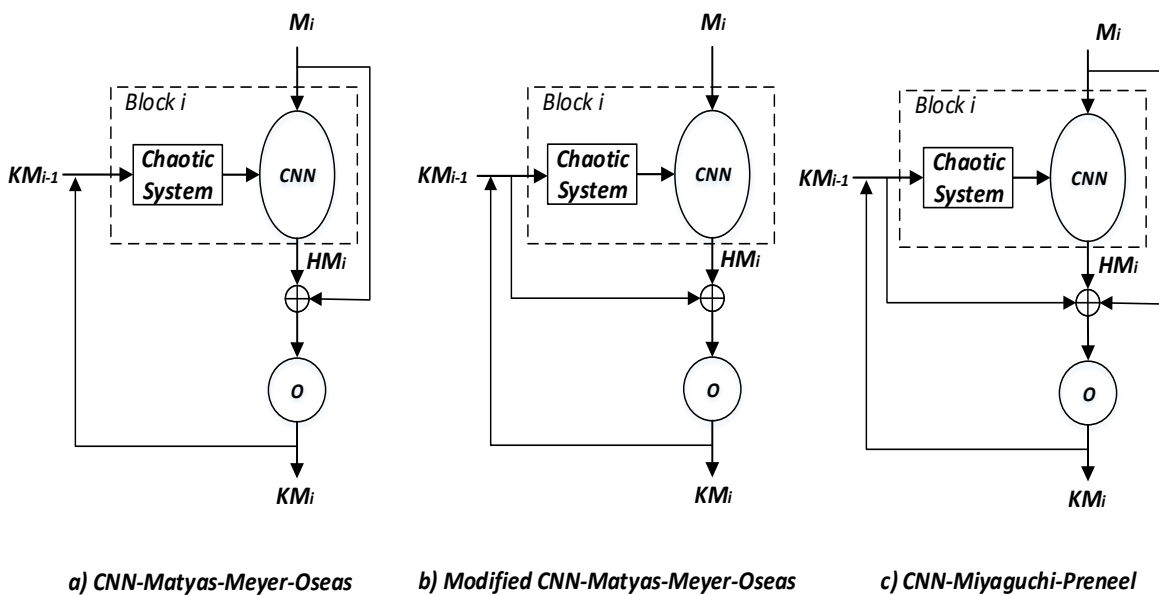 Mi
Block i
KMi-1
Chaotic
System
CNN
HMi
O
KMi
a) CNN-Matyas-Meyer-Oseas
Mi
Block i
KMi-1
Chaotic
System
CNN
HMi
O
KMi
b) Modified CNN-Matyas-Meyer-Oseas
Mi
Block i
KMi-1
Chaotic
System
CNN
HMi
O
KMi
c) CNN-Miyaguchi-Preneel